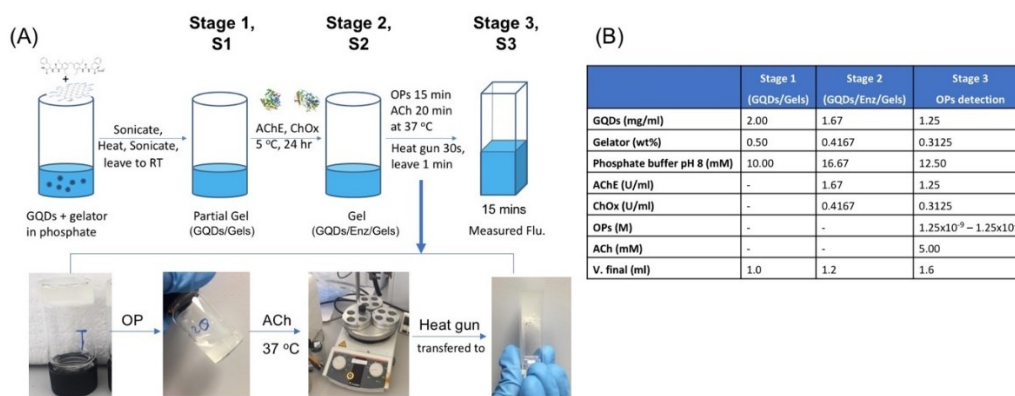 (A)
Stage 1,
S1
Stage 2,
S2
Stage 3,
S3
+
Sonicate,
Heat, Sonicate,
leave to RT
AChE, ChOx
5 °C, 24 hr
OPs 15 min
ACh 20 min
at 37 °C
Heat gun 30s,
leave 1 min
GQDs + gelator
in phosphate
Partial Gel
(GQDs/Gels)
Gel
(GQDs/Enz/Gels)
15 mins
Measured Flu.
T
OP
20
ACh
37 °C
Heat gun
transfered to
(B)
Stage 1 Stage 2 Stage 3
(GQDs/Gels) (GQDs/Enz/Gels) OPs detection
GQDs (mg/ml) 2.00 1.67 1.25
Gelator (wt%) 0.50 0.4167 0.3125
Phosphate buffer pH 8 (mM) 10.00 16.67 12.50
AChE (U/ml) - 1.67 1.25
ChOx (U/ml) - 0.4167 0.3125
OPs (M) - - 1.25x10⁻⁹ – 1.25x10
ACh (mM) - - 5.00
V. final (ml) 1.0 1.2 1.6